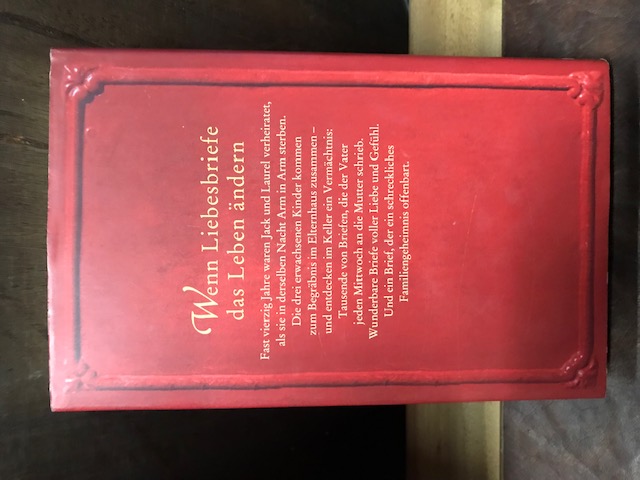 Wenn Liebesbriefe
das Leben ändern
Fast vierzig Jahre waren Jack und Laurel verheiratet,
als sie in derselben Nacht Arm in Arm sterben.
Die drei erwachsenen Kinder kommen
zum Begräbnis im Elternhaus zusammen –
und entdecken im Keller ein Vermächtnis:
Tausende von Briefen, die der Vater
jeden Mittwoch an die Mutter schrieb.
Wunderbare Briefe voller Liebe und Gefühl.
Und ein Brief, der ein schreckliches
Familiengeheimnis offenbart.